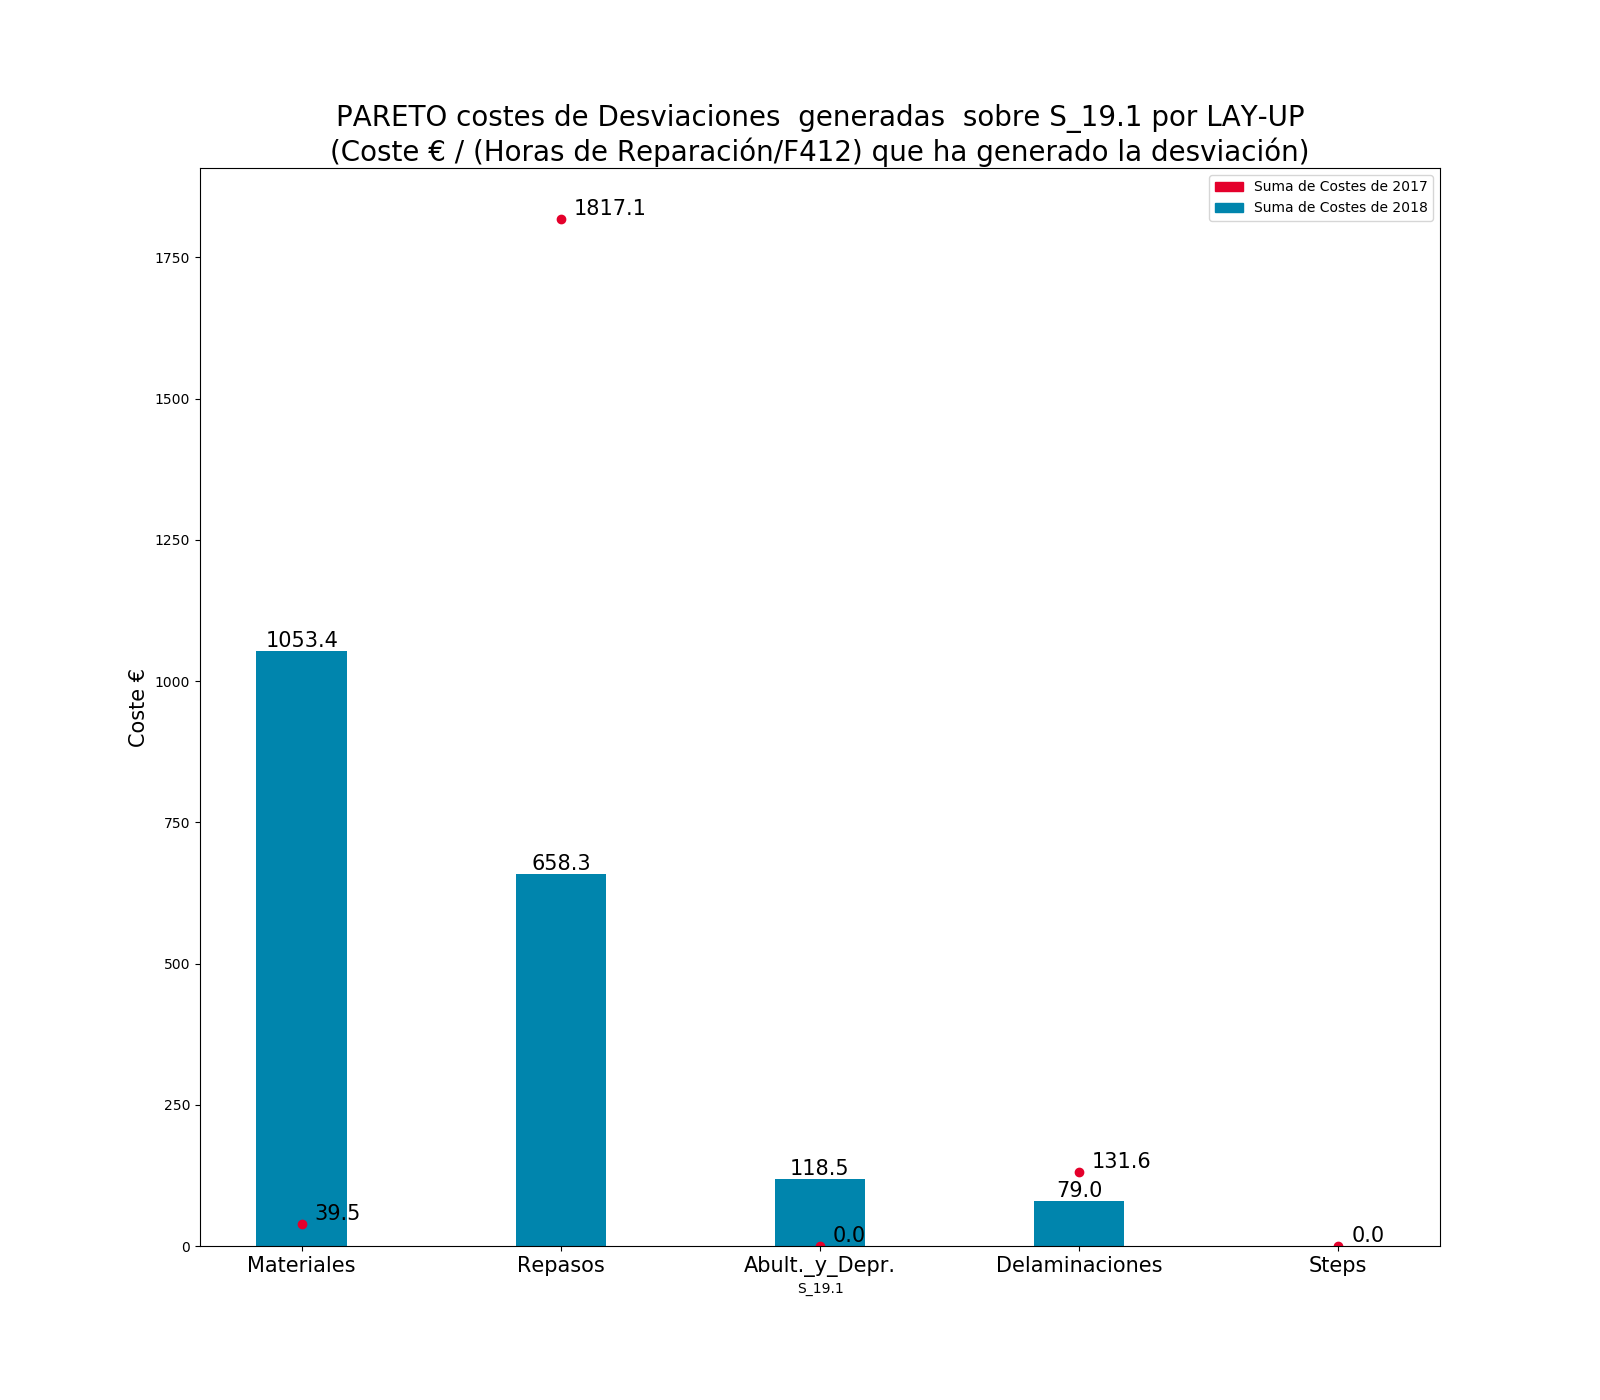 PARETO costes de Desviaciones  generadas  sobre S_19.1 por LAY-UP
(Coste € / (Horas de Reparación/F412) que ha generado la desviación)
Suma de Costes de 2017
Suma de Costes de 2018
1817.1
1750
1500
1250
1053.4
1000
Coste €
658.3
750
500
250
118.5
131.6
79.0
39.5
0.0
0.0
0
Materiales Repasos Abult._y_Depr. Delaminaciones Steps
S_19.1